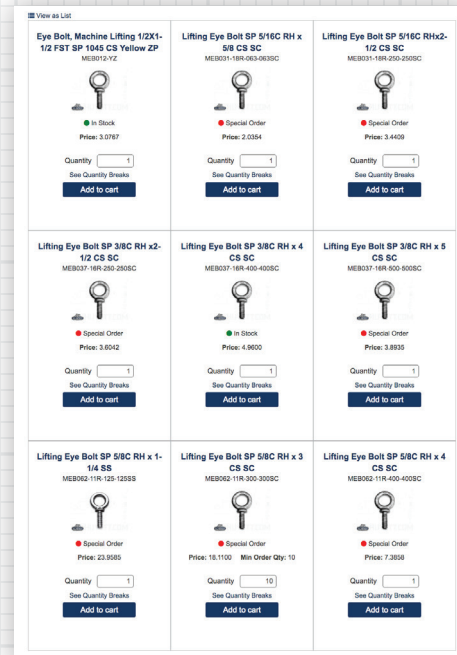 View as List
Eye Bolt, Machine Lifting 1/2X1-
1/2 FST SP 1045 CS Yellow ZP
MEB012-YZ
In Stock
Price: 3.0767
Quantity 1
See Quantity Breaks
Add to cart
Lifting Eye Bolt SP 5/16C RH x
5/8 CS SC
MEB031-18R-063-063SC
Special Order
Price: 2.0354
Quantity 1
See Quantity Breaks
Add to cart
Lifting Eye Bolt SP 5/16C RHx2-
1/2 CS SC
MEB031-18R-250-250SC
Special Order
Price: 3.4409
Quantity 1
See Quantity Breaks
Add to cart
Lifting Eye Bolt SP 3/8C RH x2-
1/2 CS SC
MEB037-16R-250-250SC
Special Order
Price: 3.6042
Quantity 1
See Quantity Breaks
Add to cart
Lifting Eye Bolt SP 3/8C RH x 4
CS SC
MEB037-16R-400-400SC
In Stock
Price: 4.9600
Quantity 1
See Quantity Breaks
Add to cart
Lifting Eye Bolt SP 3/8C RH x 5
CS SC
MEB037-16R-500-500SC
Special Order
Price: 3.8935
Quantity 1
See Quantity Breaks
Add to cart
Lifting Eye Bolt SP 5/8C RH x 1-
1/4 SS
MEB062-11R-125-125SS
Special Order
Price: 23.9585
Quantity 1
See Quantity Breaks
Add to cart
Lifting Eye Bolt SP 5/8C RH x 3
CS SC
MEB062-11R-300-300SC
Special Order
Price: 16.1100 Min Order Qty: 10
Quantity 10
See Quantity Breaks
Add to cart
Lifting Eye Bolt SP 5/8C RH x 4
CS SC
MEB062-11R-400-400SC
Special Order
Price: 7.3858
Quantity 1
See Quantity Breaks
Add to cart